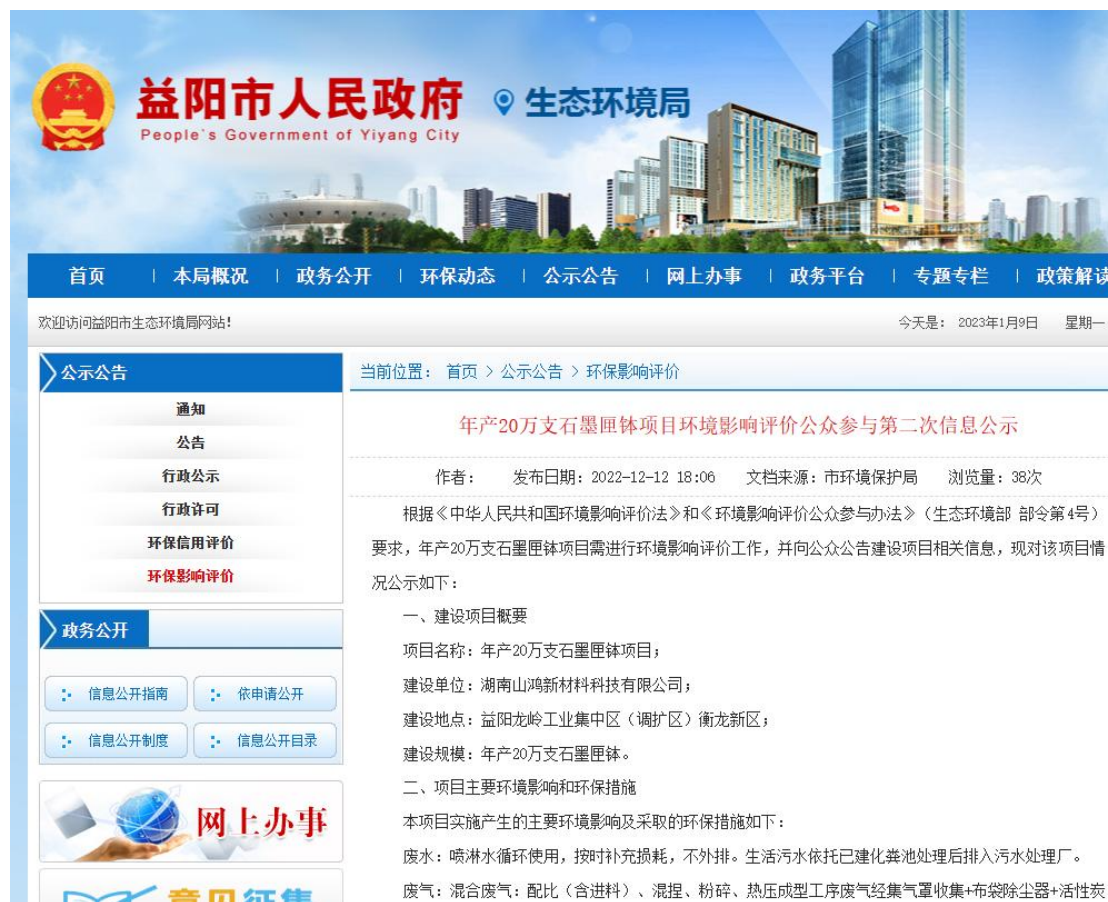 益阳市人民政府
生态环境局
People's Government of Yiyang City
首页 本局概况 政务公开 环保动态 公示公告 网上办事 政务平台 专题专栏 政策解读
欢迎访问益阳市生态环境局网站! 今天是: 2023年1月9日 星期一
公示公告
通知
公告
行政公示
行政许可
环保信用评价
环保影响评价
政务公开
信息公开指南 依申请公开
信息公开制度 信息公开目录
网上办事
意见征集
当前位置: 首页 > 公示公告 > 环保影响评价
年产20万支石墨匣钵项目环境影响评价公众参与第二次信息公示
作者: 发布日期:2022-12-12 18:06 文档来源:市环境保护局 浏览量:38次
根据《中华人民共和国环境影响评价法》和《环境影响评价公众参与办法》(生态环境部 部令第4号)
要求,年产20万支石墨匣钵项目需进行环境影响评价工作,并向公众公告建设项目相关信息,现对该项目情
况公示如下:
一、建设项目概要
项目名称:年产20万支石墨匣钵项目;
建设单位:湖南山鸿新材料科技有限公司;
建设地点:益阳龙岭工业集中区(调扩区)衡龙新区;
建设规模:年产20万支石墨匣钵。
二、项目主要环境影响和环保措施
本项目实施产生的主要环境影响及采取的环保措施如下:
废水:喷淋水循环使用,按时补充损耗,不外排。生活污水依托已建化粪池处理后排入污水处理厂。
废气:混合废气:配比(含进料)、混捏、粉碎、热压成型工序废气经集气罩收集+布袋除尘器+活性炭